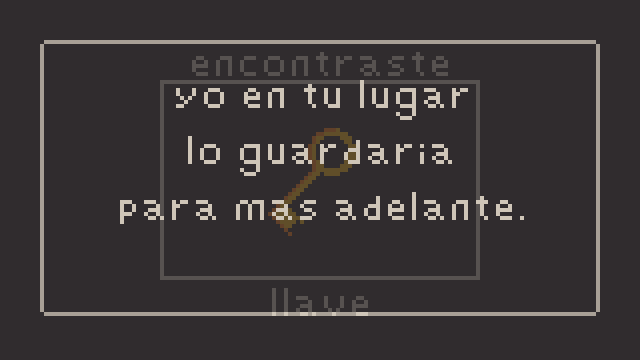 encontraste
yo en tu lugar
lo guardaria
para mas adelante.
llave